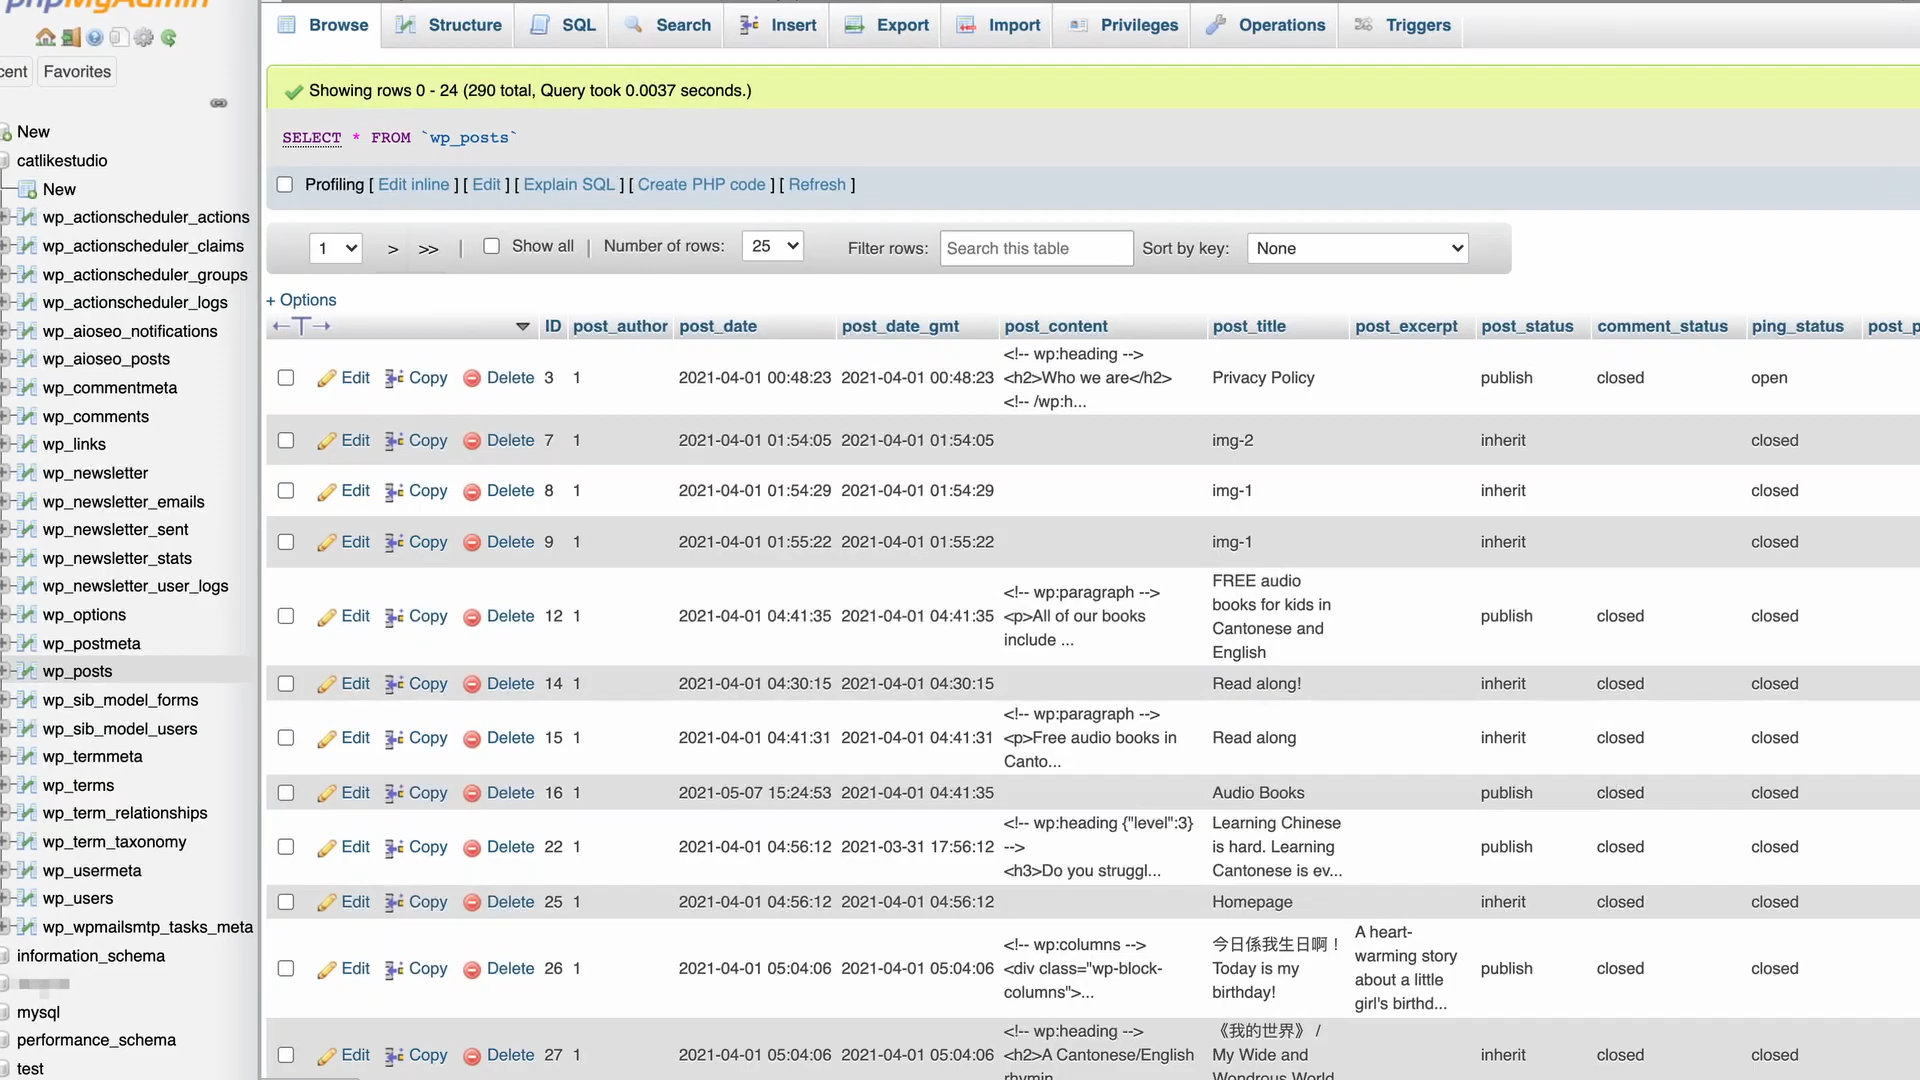 phpMyAdmin
Browse Structure SQL Search Insert Export Import Privileges Operations Triggers
cent Favorites
Showing rows 0 - 24 (290 total, Query took 0.0037 seconds.)
SELECT * FROM `wp_posts`
Profiling [ Edit inline ] [ Edit ] [ Explain SQL ] [ Create PHP code ] [ Refresh ]
1 > >> | Show all | Number of rows: 25 Filter rows: Search this table Sort by key: None
+ Options
New
catlikestudio
New
wp_actionscheduler_actions
wp_actionscheduler_claims
wp_actionscheduler_groups
wp_actionscheduler_logs
wp_aioseo_notifications
wp_aioseo_posts
wp_commentmeta
wp_comments
wp_links
wp_newsletter
wp_newsletter_emails
wp_newsletter_sent
wp_newsletter_stats
wp_newsletter_user_logs
wp_options
wp_postmeta
wp_posts
wp_sib_model_forms
wp_sib_model_users
wp_termmeta
wp_terms
wp_term_relationships
wp_term_taxonomy
wp_usermeta
wp_users
wp_wpmailsmtp_tasks_meta
information_schema
mysql
performance_schema
test
←T→ ID post_author post_date post_date_gmt post_content post_title post_excerpt post_status comment_status ping_status post_p
<!-- wp:heading -->
Edit Copy Delete 3 1 2021-04-01 00:48:23 2021-04-01 00:48:23 <h2>Who we are</h2> Privacy Policy publish closed open
<!-- /wp:h...
Edit Copy Delete 7 1 2021-04-01 01:54:05 2021-04-01 01:54:05 img-2 inherit closed
Edit Copy Delete 8 1 2021-04-01 01:54:29 2021-04-01 01:54:29 img-1 inherit closed
Edit Copy Delete 9 1 2021-04-01 01:55:22 2021-04-01 01:55:22 img-1 inherit closed
FREE audio
<!-- wp:paragraph --> books for kids in
Edit Copy Delete 12 1 2021-04-01 04:41:35 2021-04-01 04:41:35 <p>All of our books Cantonese and publish closed closed
include ... English
Edit Copy Delete 14 1 2021-04-01 04:30:15 2021-04-01 04:30:15 Read along! inherit closed closed
<!-- wp:paragraph -->
Edit Copy Delete 15 1 2021-04-01 04:41:31 2021-04-01 04:41:31 <p>Free audio books in Read along inherit closed closed
Canto...
Edit Copy Delete 16 1 2021-05-07 15:24:53 2021-04-01 04:41:35 Audio Books publish closed closed
<!-- wp:heading {"level":3} Learning Chinese
Edit Copy Delete 22 1 2021-04-01 04:56:12 2021-03-31 17:56:12 --> is hard. Learning publish closed closed
<h3>Do you struggl... Cantonese is ev...
Edit Copy Delete 25 1 2021-04-01 04:56:12 2021-04-01 04:56:12 Homepage inherit closed closed
A heart-
<!-- wp:columns --> 今日係我生日啊！ warming story
Edit Copy Delete 26 1 2021-04-01 05:04:06 2021-04-01 05:04:06 <div class="wp-block- Today is my about a little publish closed closed
columns">... birthday! girl's birthd...
<!-- wp:heading --> 《我的世界》 /
Edit Copy Delete 27 1 2021-04-01 05:04:06 2021-04-01 05:04:06 <h2>A Cantonese/English My Wide and inherit closed closed
rhymin Wondrous World